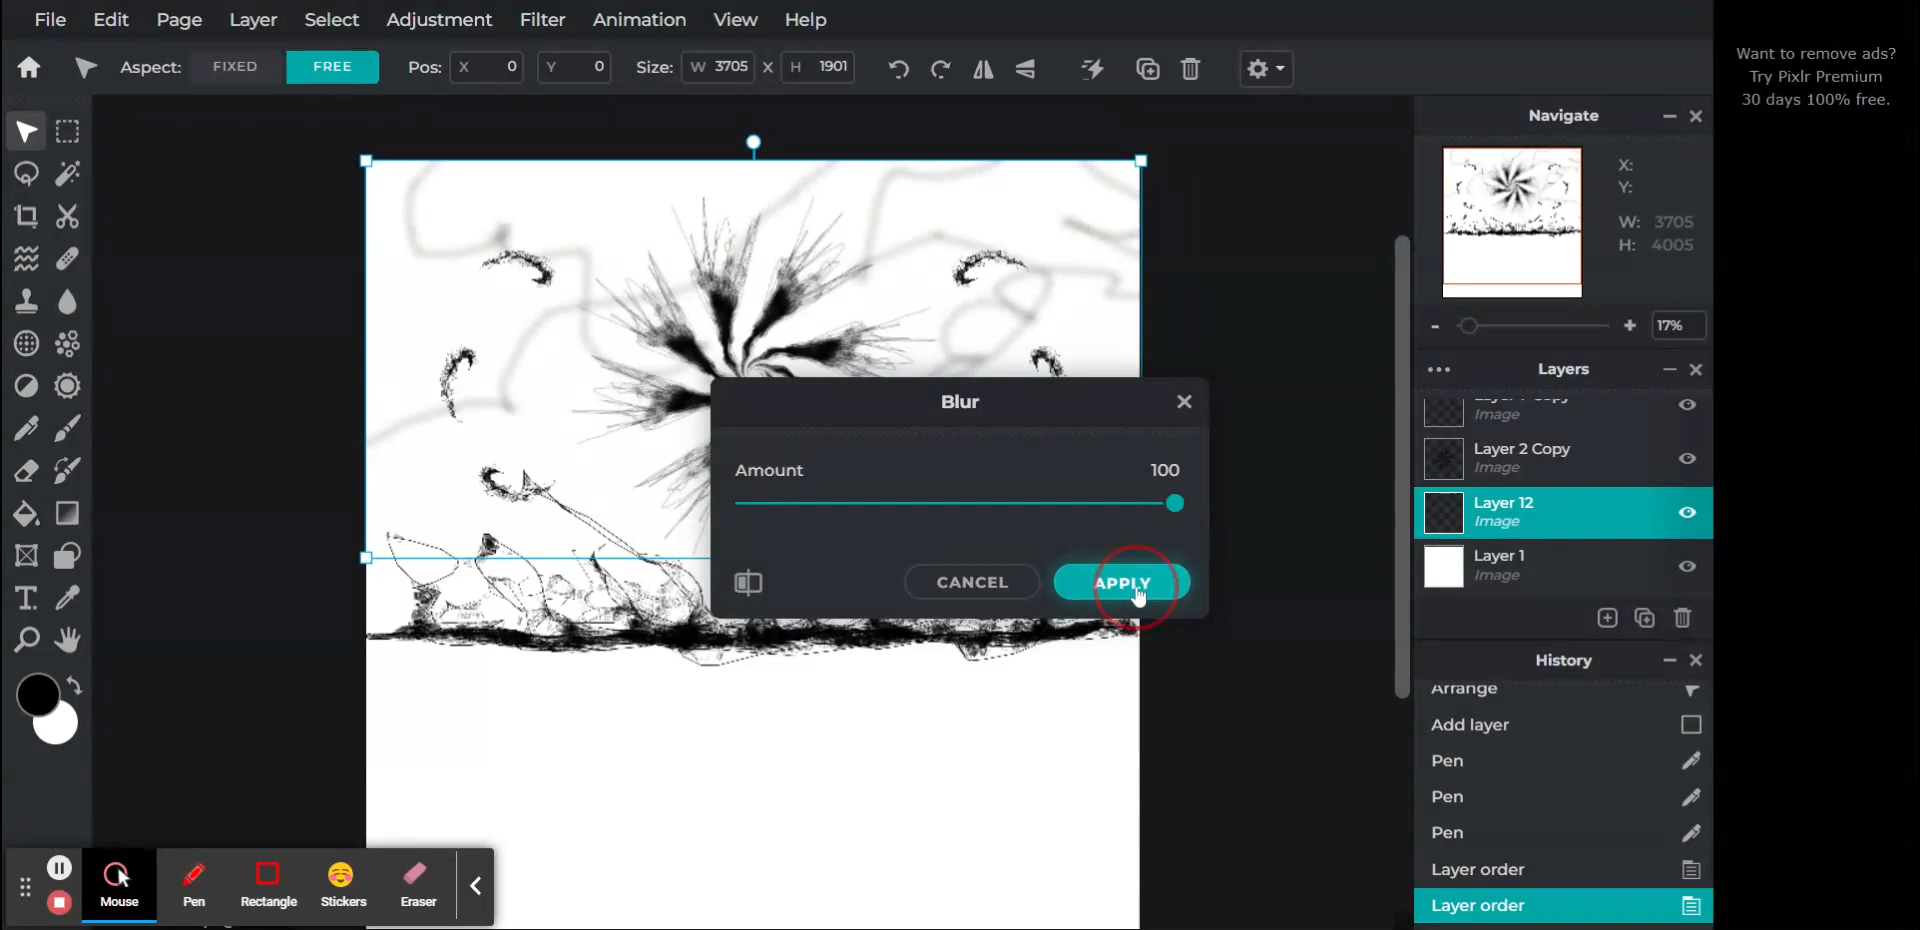 File Edit Page Layer Select Adjustment Filter Animation View Help
Aspect: FIXED FREE Pos: X 0 Y 0 Size: W 3705 X H 1901
Want to remove ads?
Try Pixlr Premium
30 days 100% free.
Navigate
X:
Y:
W: 3705
H: 4005
- + 17%
Layers
Image
Layer 2 Copy
Image
Layer 12
Image
Layer 1
Image
Blur
Amount 100
CANCEL APPLY
History
Arrange
Add layer
Pen
Pen
Pen
Layer order
Layer order
Mouse Pen Rectangle Stickers Eraser